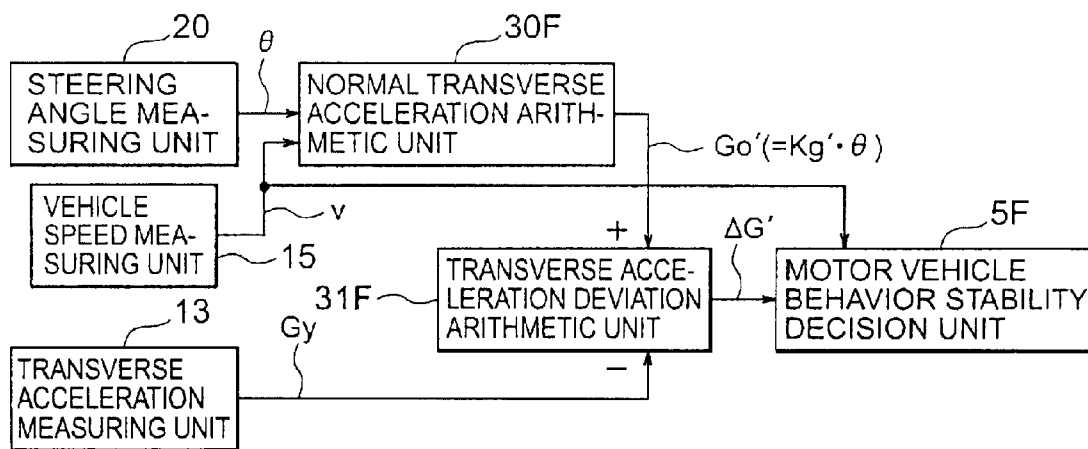 20
θ
30F
STEERING
ANGLE MEA-
SURING UNIT
NORMAL TRANSVERSE
ACCELERATION ARITH-
METIC UNIT
Go'(=Kg'·θ)
VEHICLE
SPEED MEA-
SURING UNIT
v
15
+
ΔG'
5F
31F
TRANSVERSE ACCE-
LERATION DEVIATION
ARITHMETIC UNIT
MOTOR VEHICLE
BEHAVIOR STABILITY
DECISION UNIT
13
Gy
−
TRANSVERSE
ACCELERATION
MEASURING UNIT